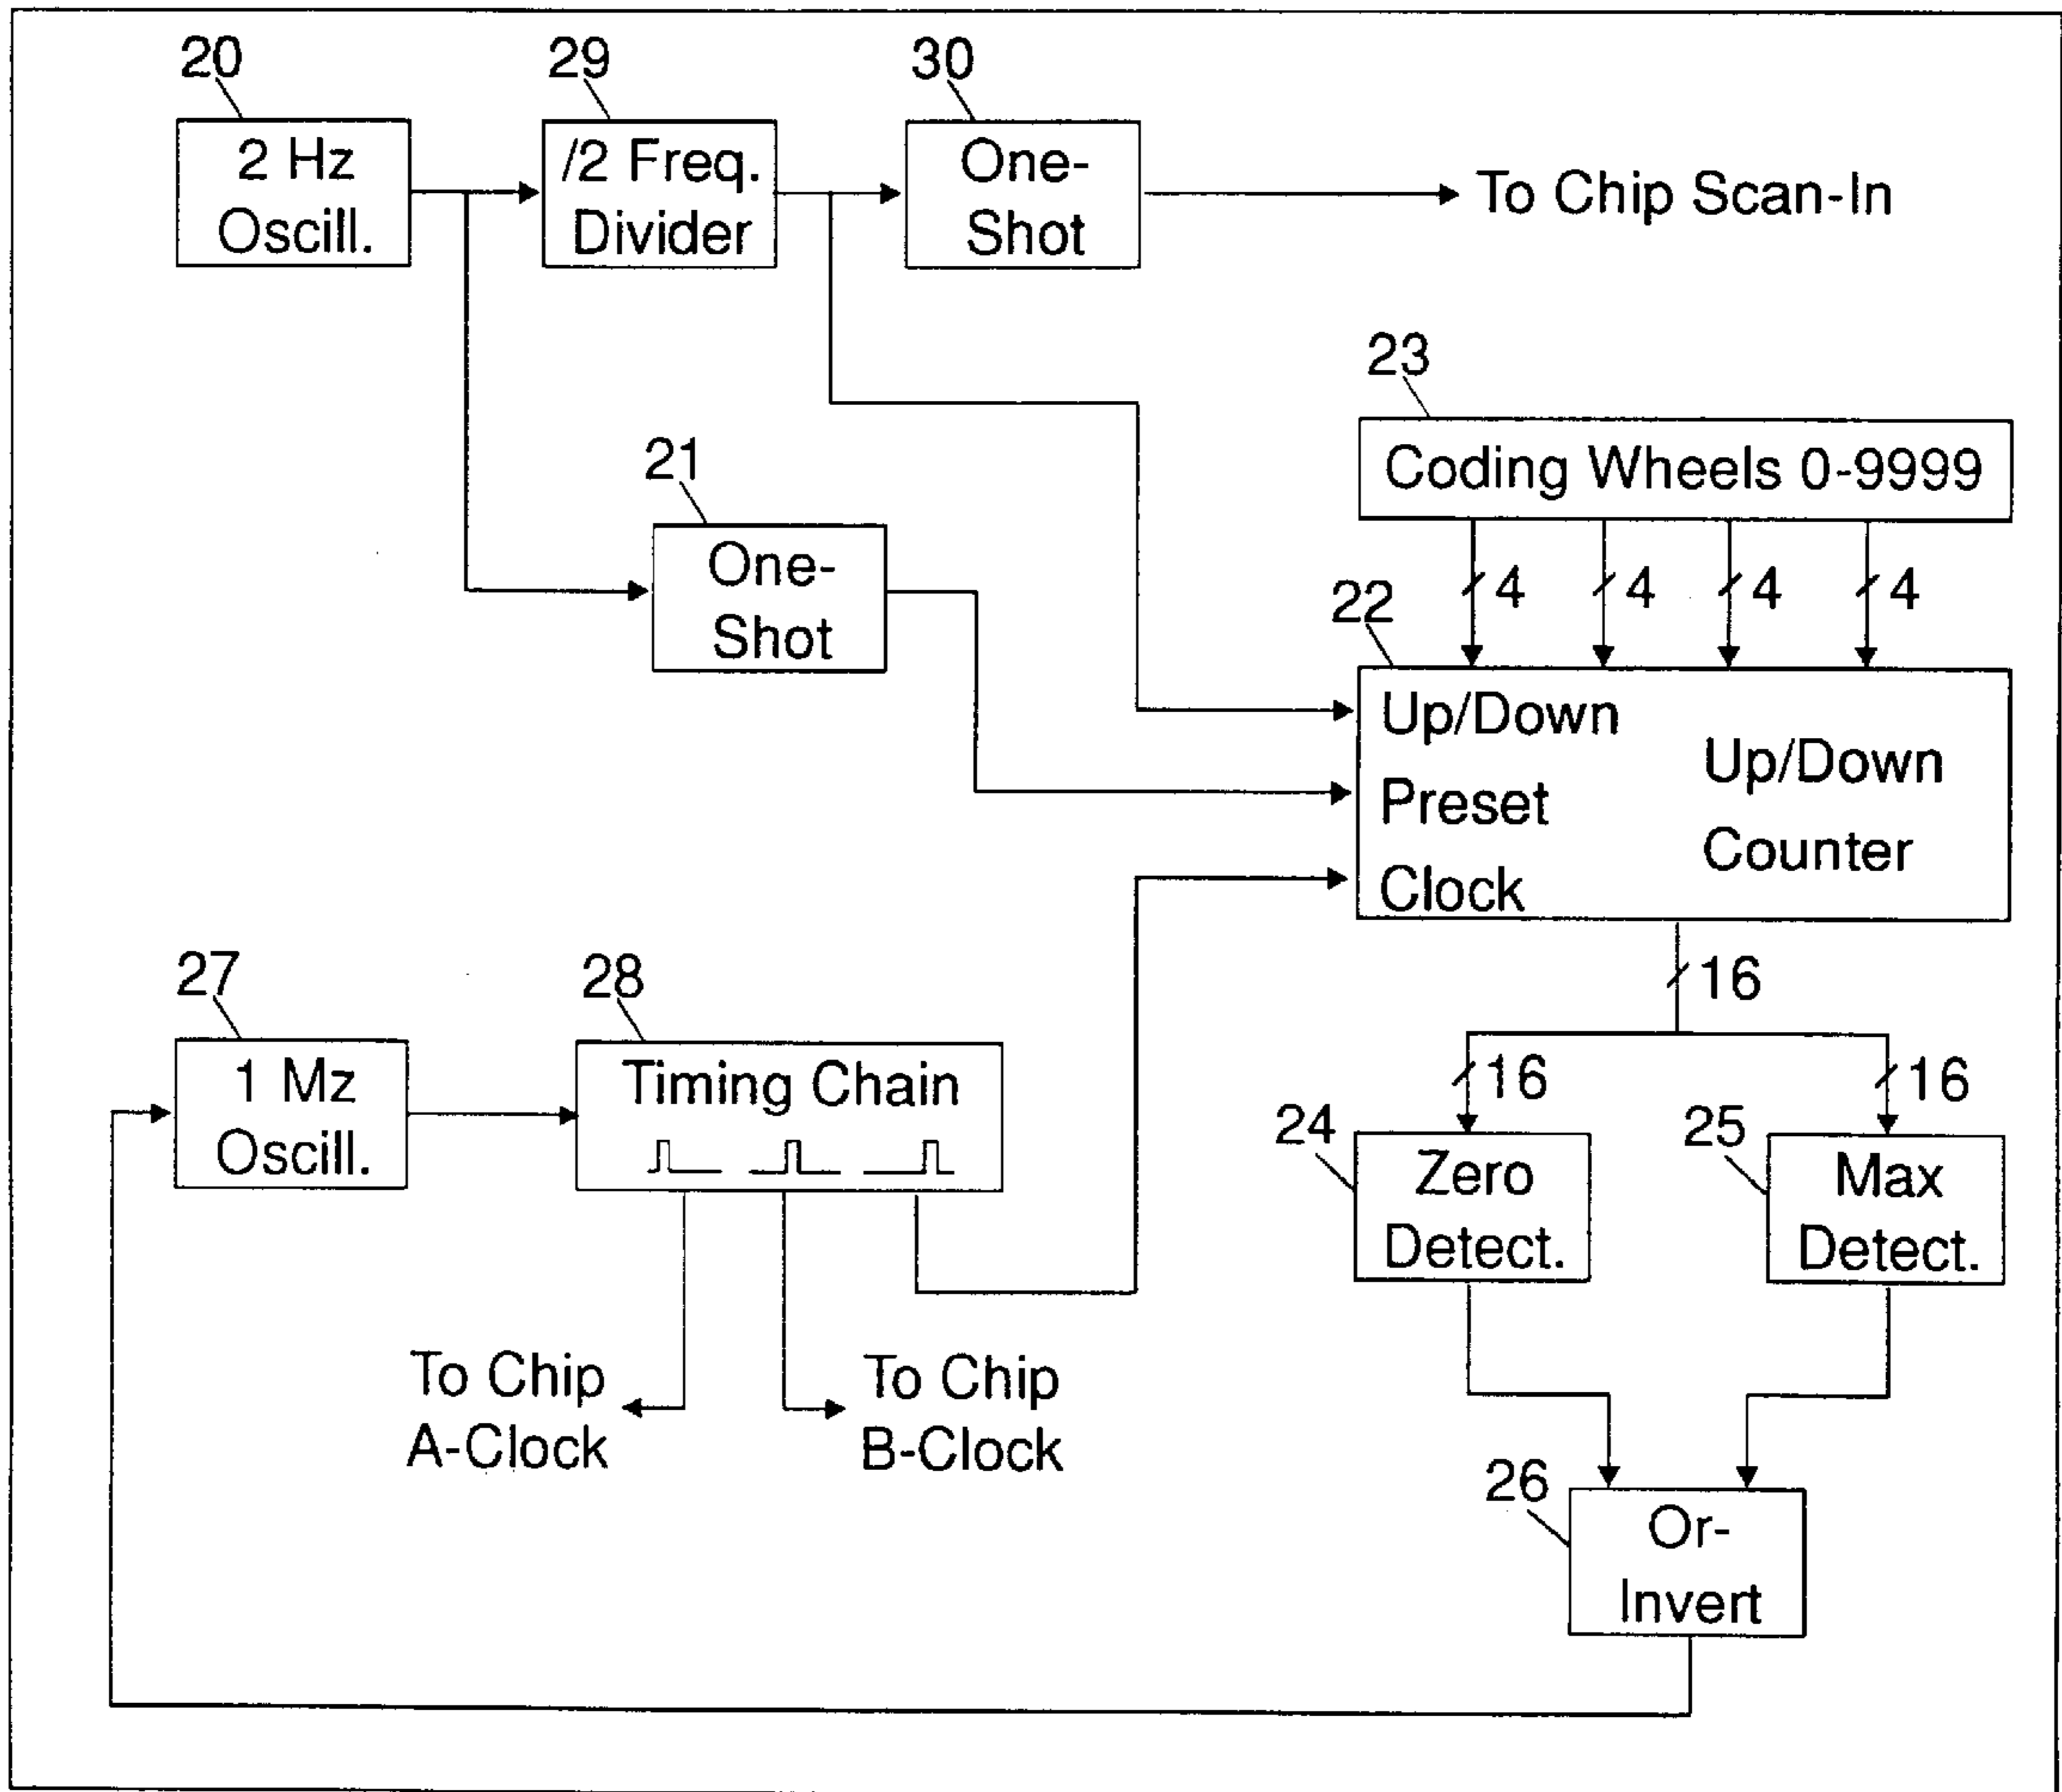 20
29
30
2 Hz
Oscill.
/2 Freq.
Divider
One-
Shot
To Chip Scan-In
23
Coding Wheels 0-9999
21
One-
Shot
4
4
4
4
22
Up/Down
Preset
Clock
Up/Down
Counter
16
27
28
1 Mz
Oscill.
Timing Chain
16
16
24
25
Zero
Detect.
Max
Detect.
To Chip
A-Clock
To Chip
B-Clock
26
Or-
Invert